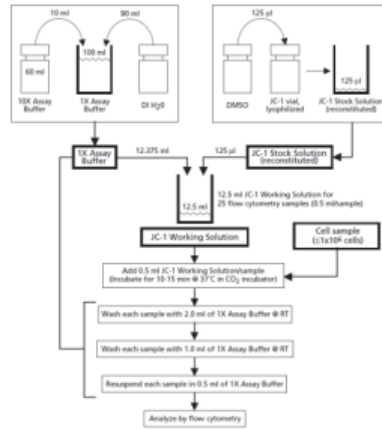 10 ml
90 ml
100 ml
60 ml
10X Assay
Buffer
1X Assay
Buffer
DI H20
125 µl
125 µl
DMSO
JC-1 vial,
lyophilized
JC-1 Stock Solution
(reconstituted)
1X Assay
Buffer
12.375 ml
125 µl
JC-1 Stock Solution
(reconstituted)
12.5 ml
12.5 ml JC-1 Working Solution for
25 flow cytometry samples (0.5 ml/sample)
JC-1 Working Solution
Cell sample
(≤1x10⁶ cells)
Add 0.5 ml JC-1 Working Solution/sample
(Incubate for 10-15 min @ 37°C in CO₂ incubator)
Wash each sample with 2.0 ml of 1X Assay Buffer @ RT
Wash each sample with 1.0 ml of 1X Assay Buffer @ RT
Resuspend each sample in 0.5 ml of 1X Assay Buffer
Analyze by flow cytometry